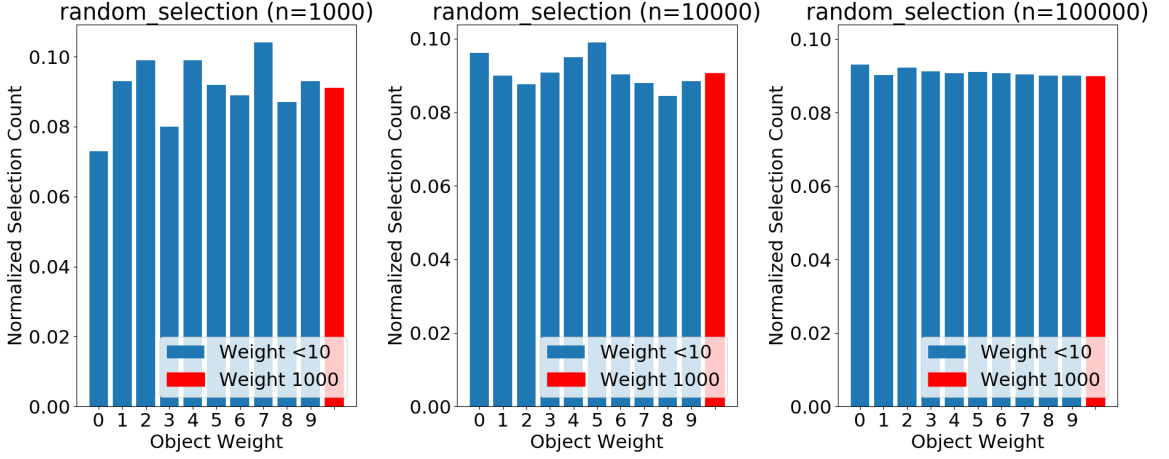 random_selection (n=1000)
Normalized Selection Count
0.10
0.08
0.06
0.04
0.02
0.00
Weight <10
Weight 1000
0 1 2 3 4 5 6 7 8 9
Object Weight
random_selection (n=10000)
Normalized Selection Count
0.10
0.08
0.06
0.04
0.02
0.00
Weight <10
Weight 1000
0 1 2 3 4 5 6 7 8 9
Object Weight
random_selection (n=100000)
Normalized Selection Count
0.10
0.08
0.06
0.04
0.02
0.00
Weight <10
Weight 1000
0 1 2 3 4 5 6 7 8 9
Object Weight